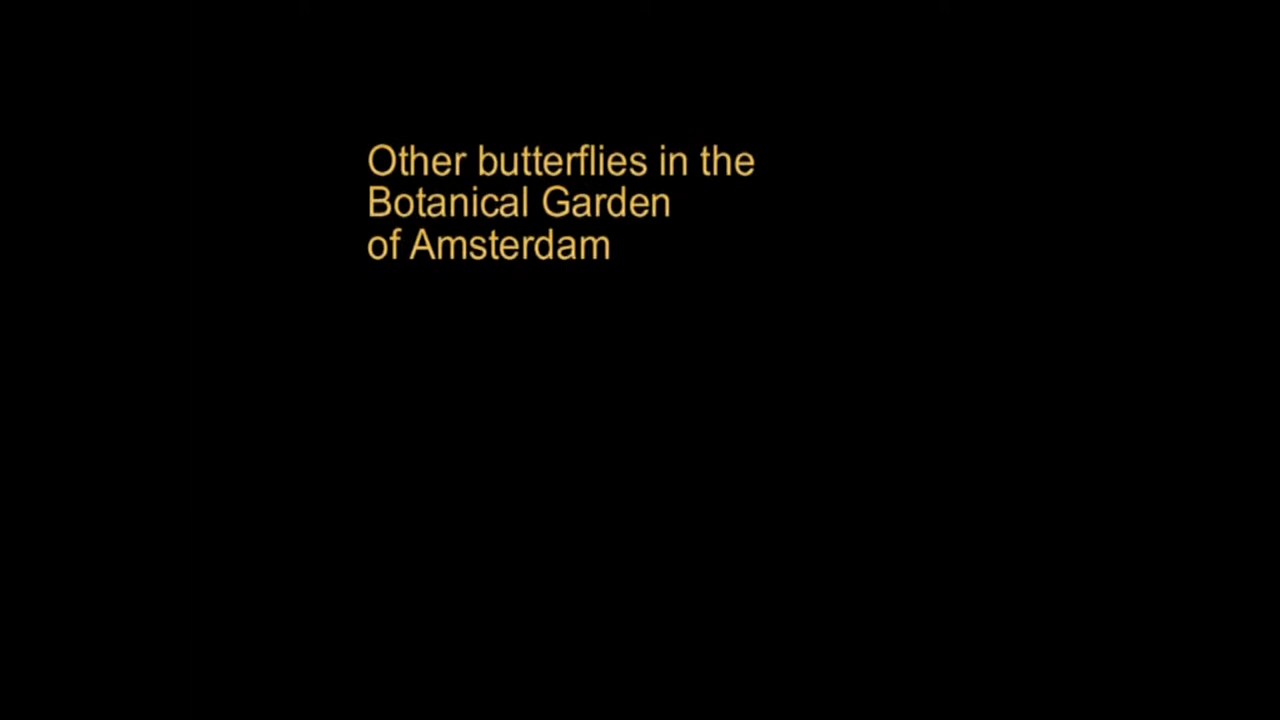 Other butterflies in the
Botanical Garden
of Amsterdam